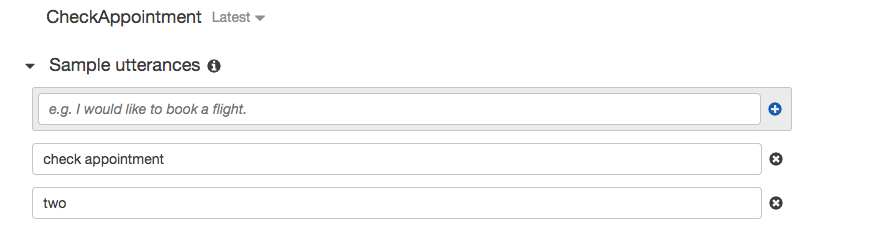 CheckAppointment Latest
Sample utterances
e.g. I would like to book a flight.
check appointment
two